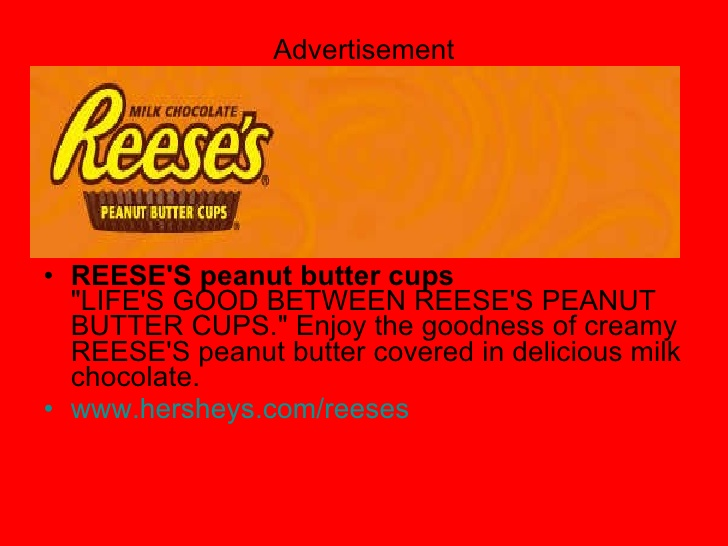 Advertisement
MILK CHOCOLATE
Reese's®
PEANUT BUTTER CUPS®
• REESE'S peanut butter cups
"LIFE'S GOOD BETWEEN REESE'S PEANUT
BUTTER CUPS." Enjoy the goodness of creamy
REESE'S peanut butter covered in delicious milk
chocolate.
• www.hersheys.com/reeses